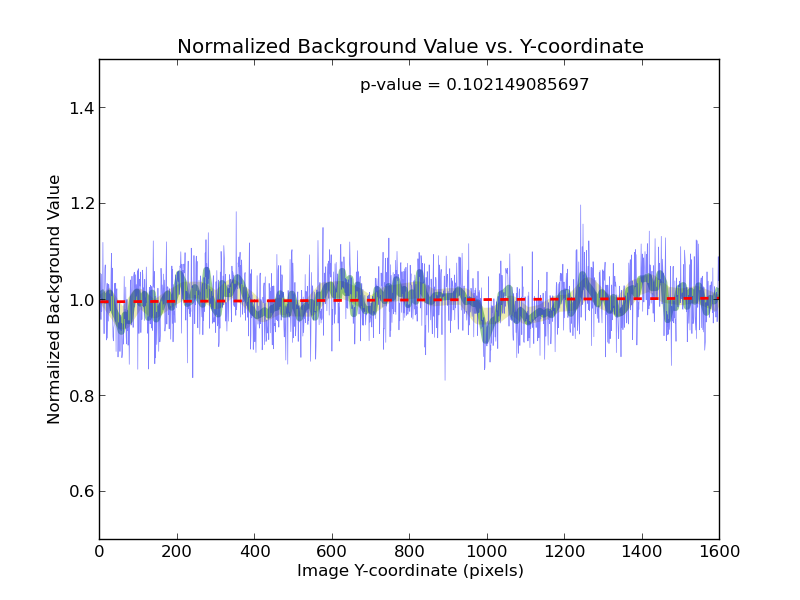 Normalized Background Value vs. Y-coordinate
p-value = 0.102149085697
1.4
1.2
1.0
0.8
0.6
Normalized Background Value
0 200 400 600 800 1000 1200 1400 1600
Image Y-coordinate (pixels)